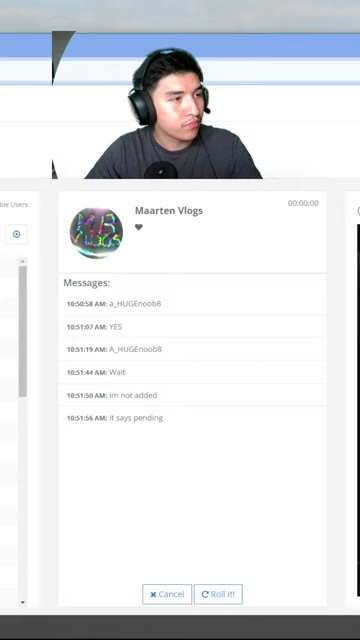 ble Users
Maarten Vlogs
00:00:00
Messages:
10:50:58 AM: a_HUGEnoob8
10:51:07 AM: YES
10:51:19 AM: A_HUGEnoob8
10:51:44 AM: Wait
10:51:50 AM: Im not added
10:51:56 AM: It says pending
Cancel
Roll It!